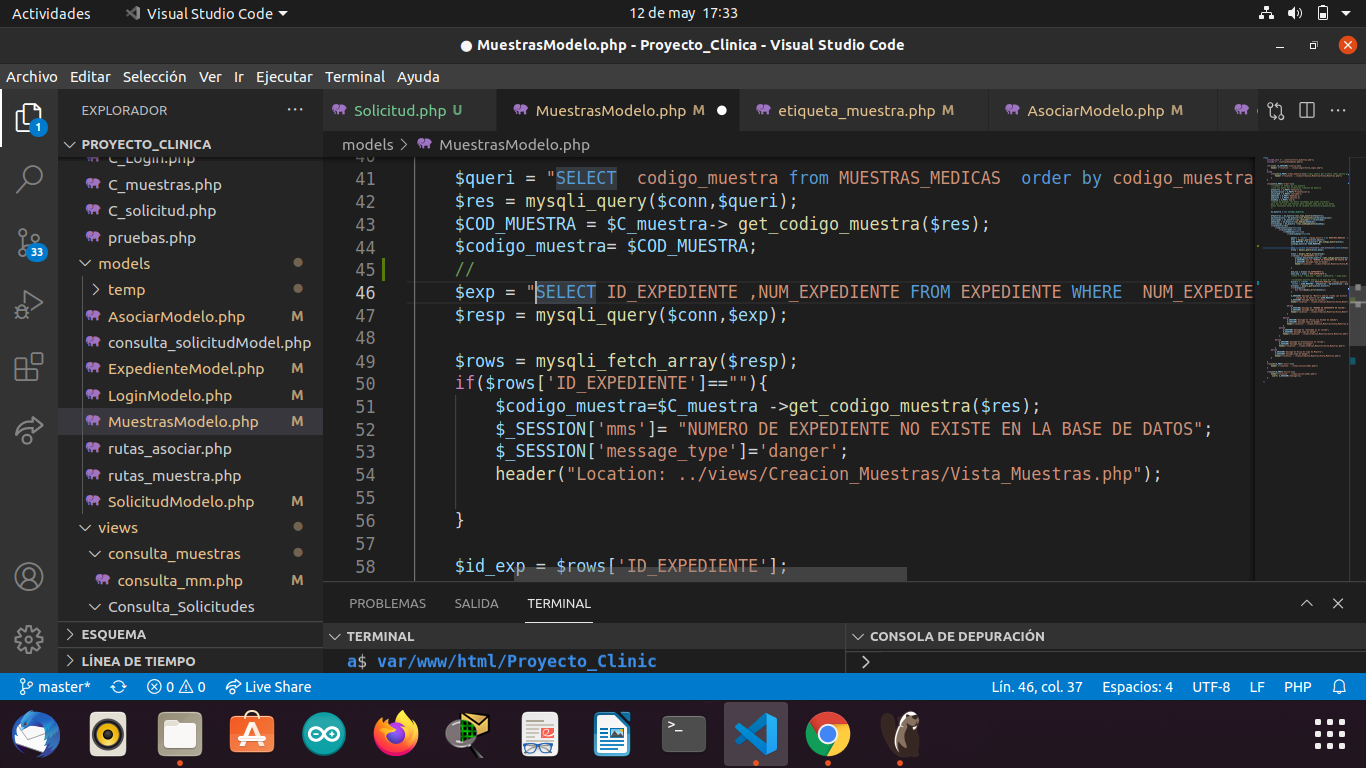 Actividades
Visual Studio Code
12 de may 17:33
● MuestrasModelo.php - Proyecto_Clinica - Visual Studio Code
Archivo Editar Selección Ver Ir Ejecutar Terminal Ayuda
EXPLORADOR
Solicitud.php U
MuestrasModelo.php M
etiqueta_muestra.php M
AsociarModelo.php M
PROYECTO_CLINICA
models > MuestrasModelo.php
C_Login.php
C_muestras.php
C_solicitud.php
pruebas.php
models
temp
AsociarModelo.php M
consulta_solicitudModel.php
ExpedienteModel.php M
LoginModelo.php M
MuestrasModelo.php M
rutas_asociar.php
rutas_muestra.php
SolicitudModelo.php M
views
consulta_muestras
consulta_mm.php M
Consulta_Solicitudes
ESQUEMA
LÍNEA DE TIEMPO
1
33
40
41 $queri = "SELECT  codigo_muestra from MUESTRAS_MEDICAS  order by codigo_muestra
42 $res = mysqli_query($conn,$queri);
43 $COD_MUESTRA = $C_muestra-> get_codigo_muestra($res);
44 $codigo_muestra= $COD_MUESTRA;
45 //
46 $exp = "SELECT ID_EXPEDIENTE ,NUM_EXPEDIENTE FROM EXPEDIENTE WHERE  NUM_EXPEDIE
47 $resp = mysqli_query($conn,$exp);
48
49 $rows = mysqli_fetch_array($resp);
50 if($rows['ID_EXPEDIENTE']==""){
51 $codigo_muestra=$C_muestra ->get_codigo_muestra($res);
52 $_SESSION['mms']= "NUMERO DE EXPEDIENTE NO EXISTE EN LA BASE DE DATOS";
53 $_SESSION['message_type']='danger';
54 header("Location: ../views/Creacion_Muestras/Vista_Muestras.php");
55
56 }
57
58 $id_exp = $rows['ID_EXPEDIENTE'];
PROBLEMAS SALIDA TERMINAL
TERMINAL
CONSOLA DE DEPURACIÓN
a$ var/www/html/Proyecto_Clinic
>
master* 0 0 Live Share
Lín. 46, col. 37 Espacios: 4 UTF-8 LF PHP